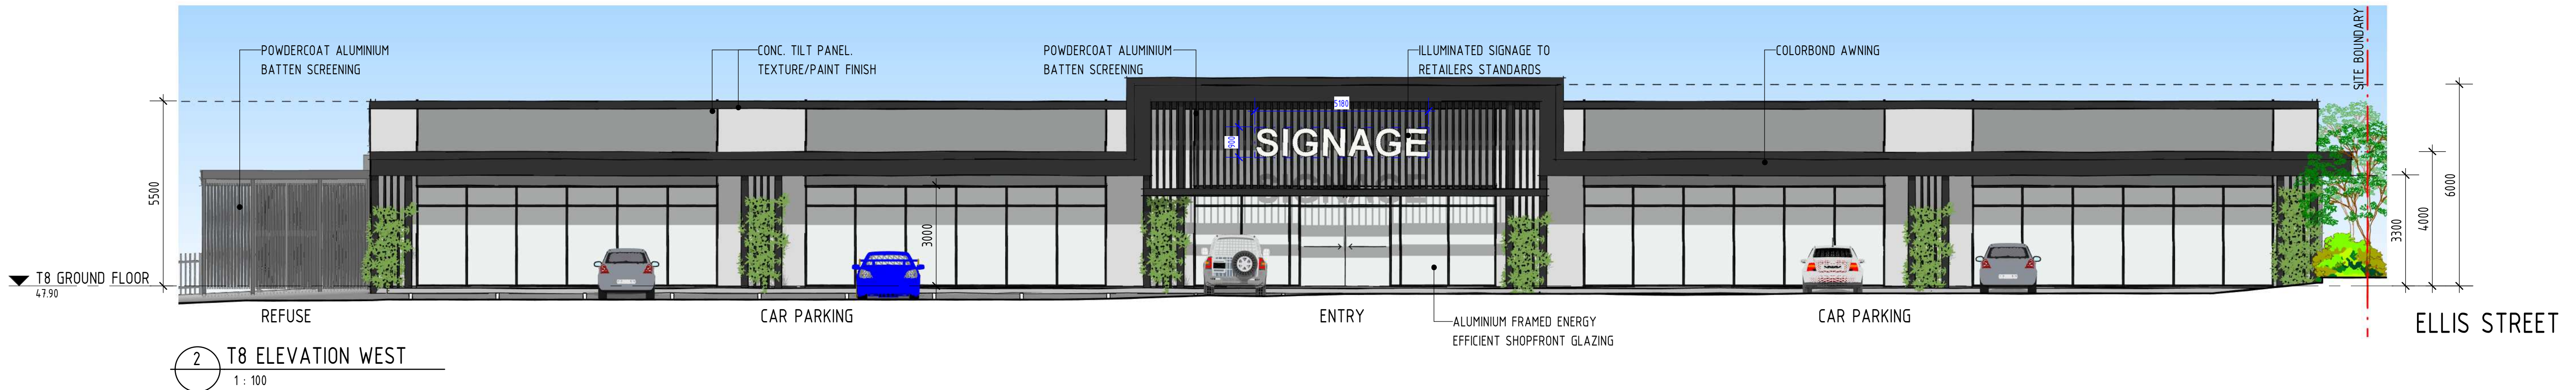 POWDERCOAT ALUMINIUM
BATTEN SCREENING
CONC. TILT PANEL.
TEXTURE/PAINT FINISH
POWDERCOAT ALUMINIUM
BATTEN SCREENING
ILLUMINATED SIGNAGE TO
RETAILERS STANDARDS
COLORBOND AWNING
SITE BOUNDARY
5180
900
SIGNAGE
SIGNAGE
5500
3000
3300
4000
6000
T8 GROUND FLOOR
47.90
REFUSE
CAR PARKING
ENTRY
CAR PARKING
ALUMINIUM FRAMED ENERGY
EFFICIENT SHOPFRONT GLAZING
ELLIS STREET
2
T8 ELEVATION WEST
1 : 100